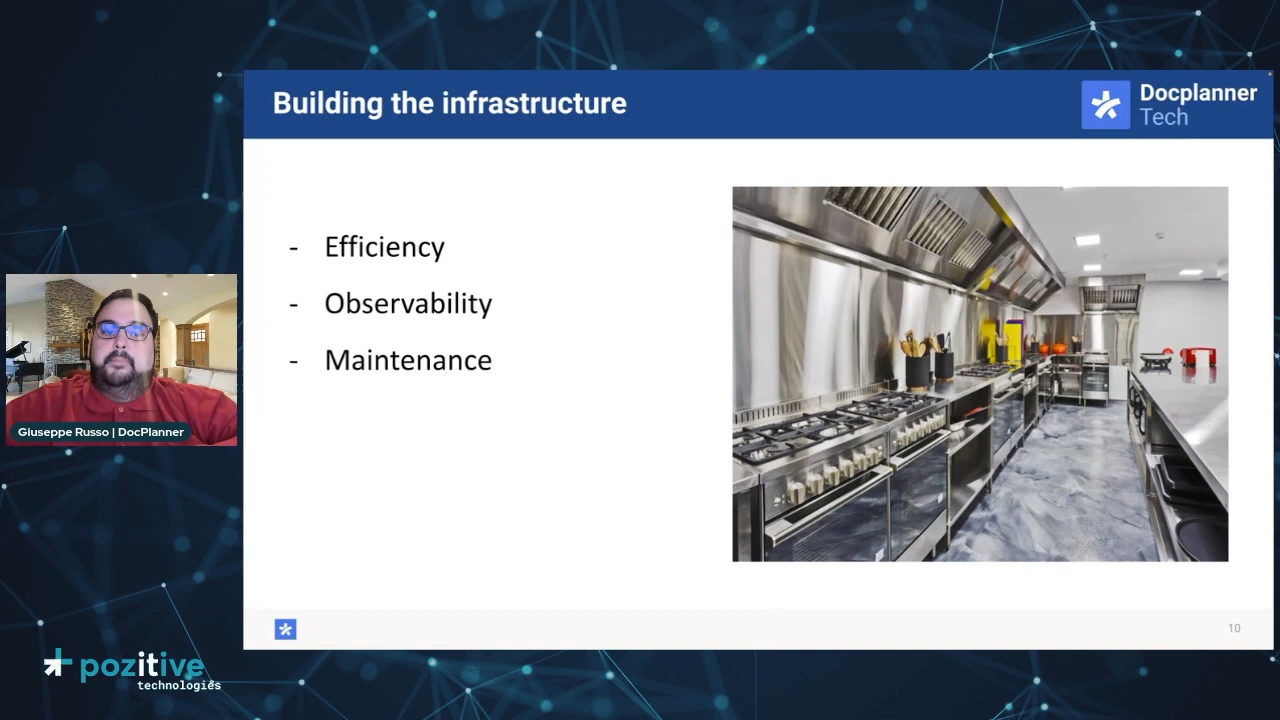 Building the infrastructure
Docplanner
Tech
- Efficiency
- Observability
- Maintenance
Giuseppe Russo | DocPlanner
10
pozitive
technologies